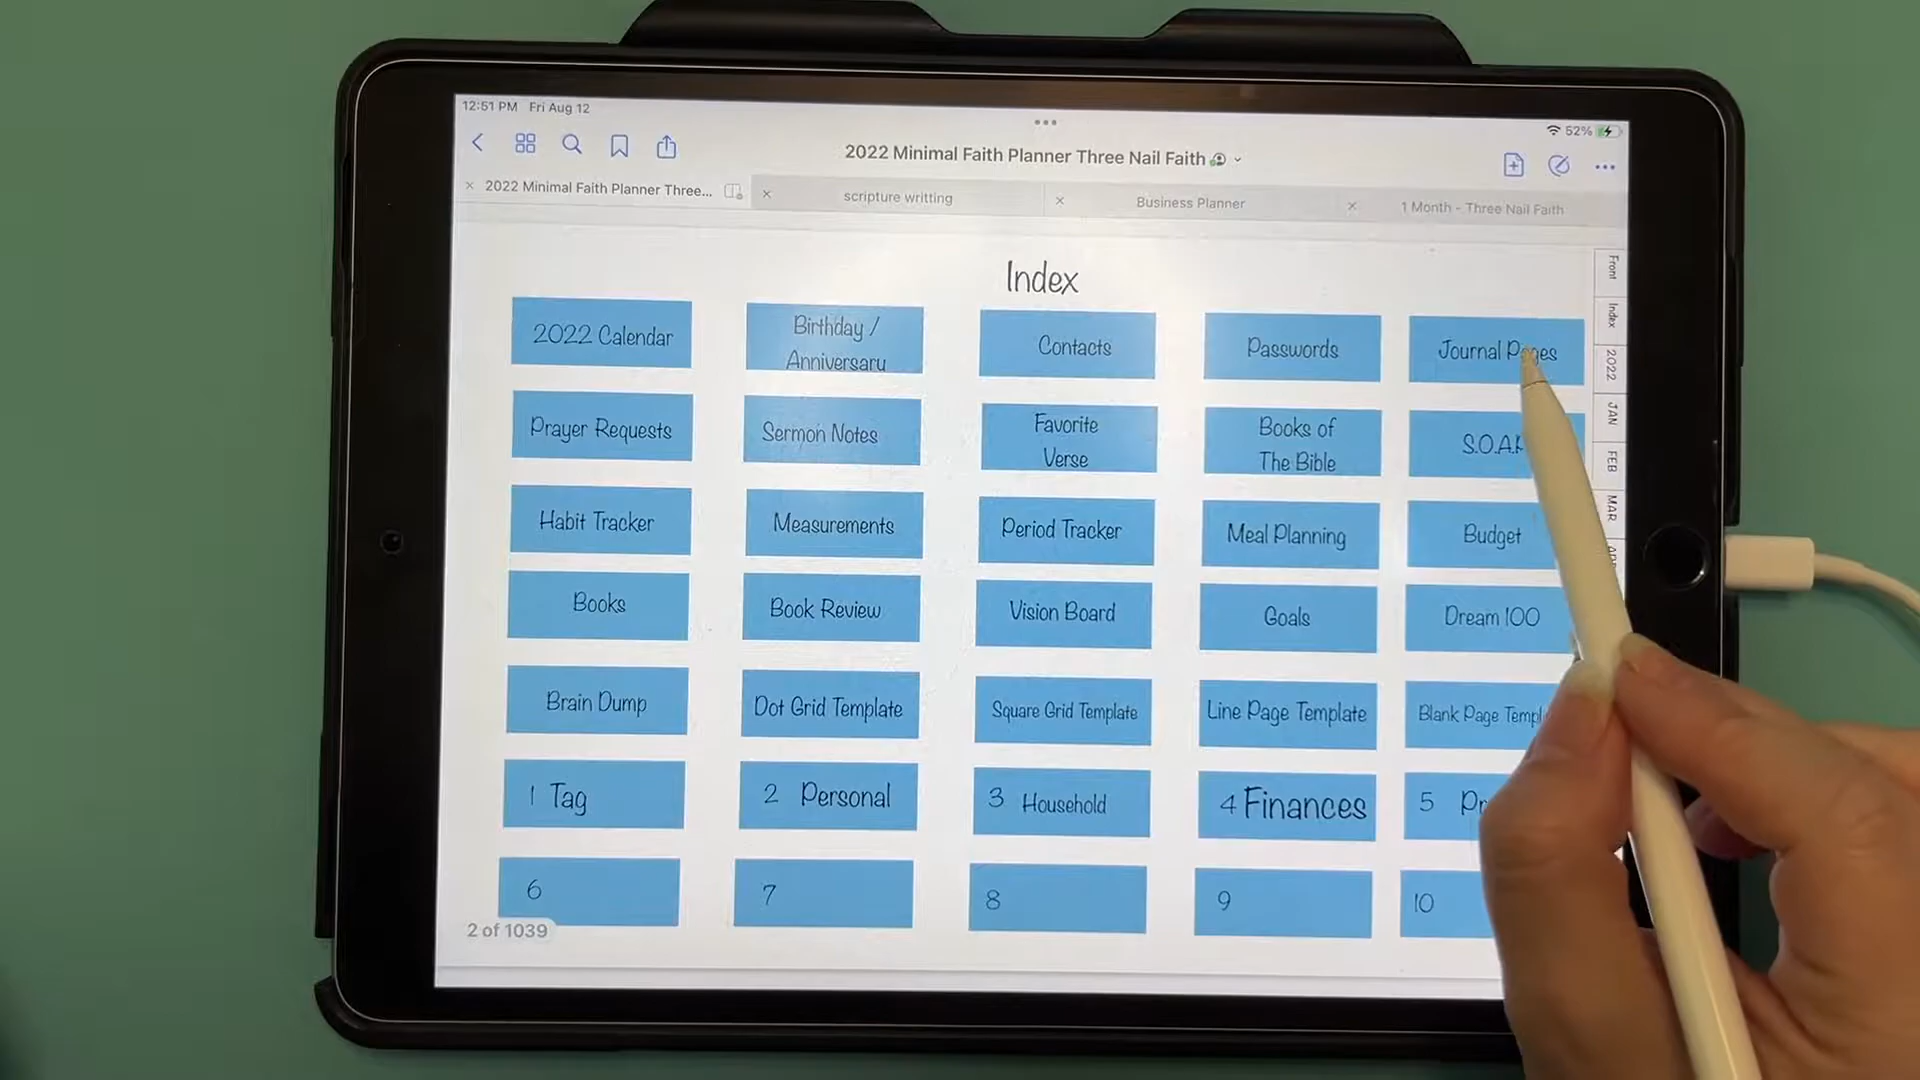 12:51 PM Fri Aug 12
52%
2022 Minimal Faith Planner Three Nail Faith
2022 Minimal Faith Planner Three...
scripture writting
Business Planner
1 Month - Three Nail Faith
Index
2022 Calendar
Birthday /
Anniversary
Contacts
Passwords
Journal Pages
Prayer Requests
Sermon Notes
Favorite
Verse
Books of
The Bible
S.O.A.P
Habit Tracker
Measurements
Period Tracker
Meal Planning
Budget
Books
Book Review
Vision Board
Goals
Dream 100
Brain Dump
Dot Grid Template
Square Grid Template
Line Page Template
Blank Page
1 Tag
2 Personal
3 Household
4 Finances
5
6
7
8
9
10
2 of 1039
Front
Index
2022
JAN
FEB
MAR